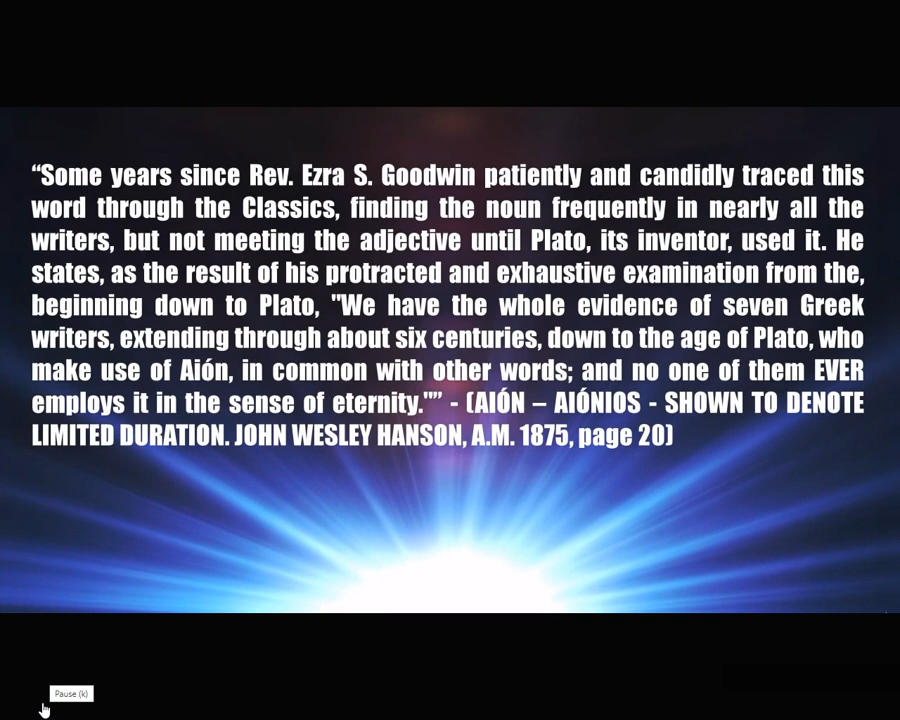 “Some years since Rev. Ezra S. Goodwin patiently and candidly traced this
word through the Classics, finding the noun frequently in nearly all the
writers, but not meeting the adjective until Plato, its inventor, used it. He
states, as the result of his protracted and exhaustive examination from the,
beginning down to Plato, "We have the whole evidence of seven Greek
writers, extending through about six centuries, down to the age of Plato, who
make use of Aión, in common with other words; and no one of them EVER
employs it in the sense of eternity."” - (AIÓN – AIÓNIOS - SHOWN TO DENOTE
LIMITED DURATION. JOHN WESLEY HANSON, A.M. 1875, page 20)
Pause (k)